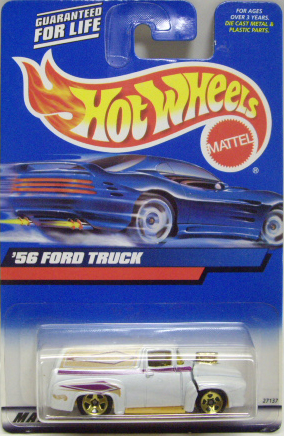 GUARANTEED
FOR LIFE
FOR AGES
OVER 3 YEARS.
DIE CAST METAL &
PLASTIC PARTS.
HOT WHEELS
MATTEL
®
'56 FORD TRUCK
27137